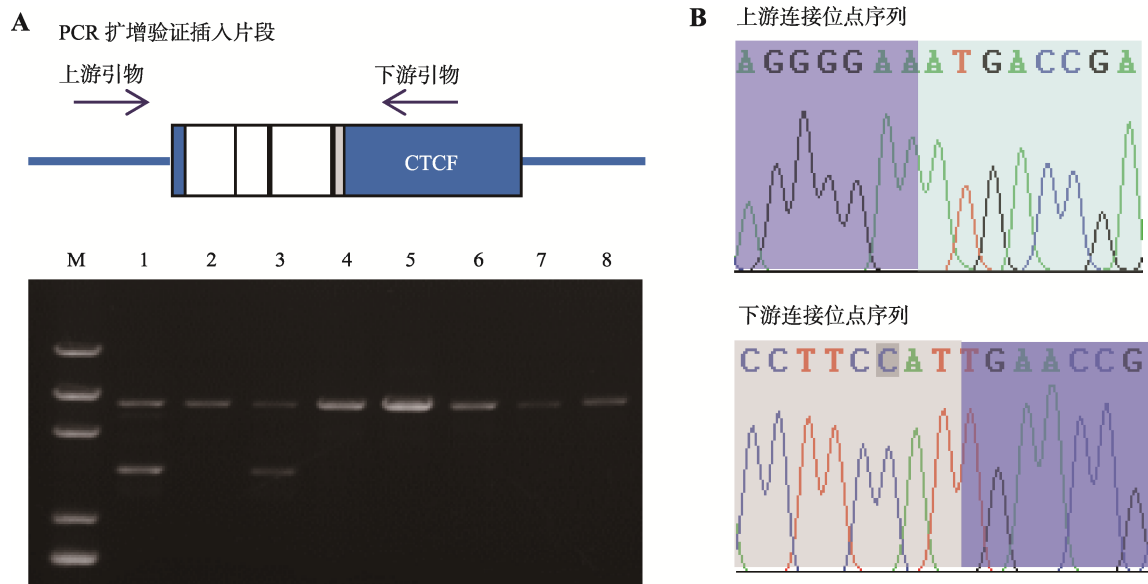 A
PCR 扩增验证插入片段
上游引物
下游引物
CTCF
M 1 2 3 4 5 6 7 8
B
上游连接位点序列
AGGGGAAATGACCGA
下游连接位点序列
CCTTCCATTGAACCG